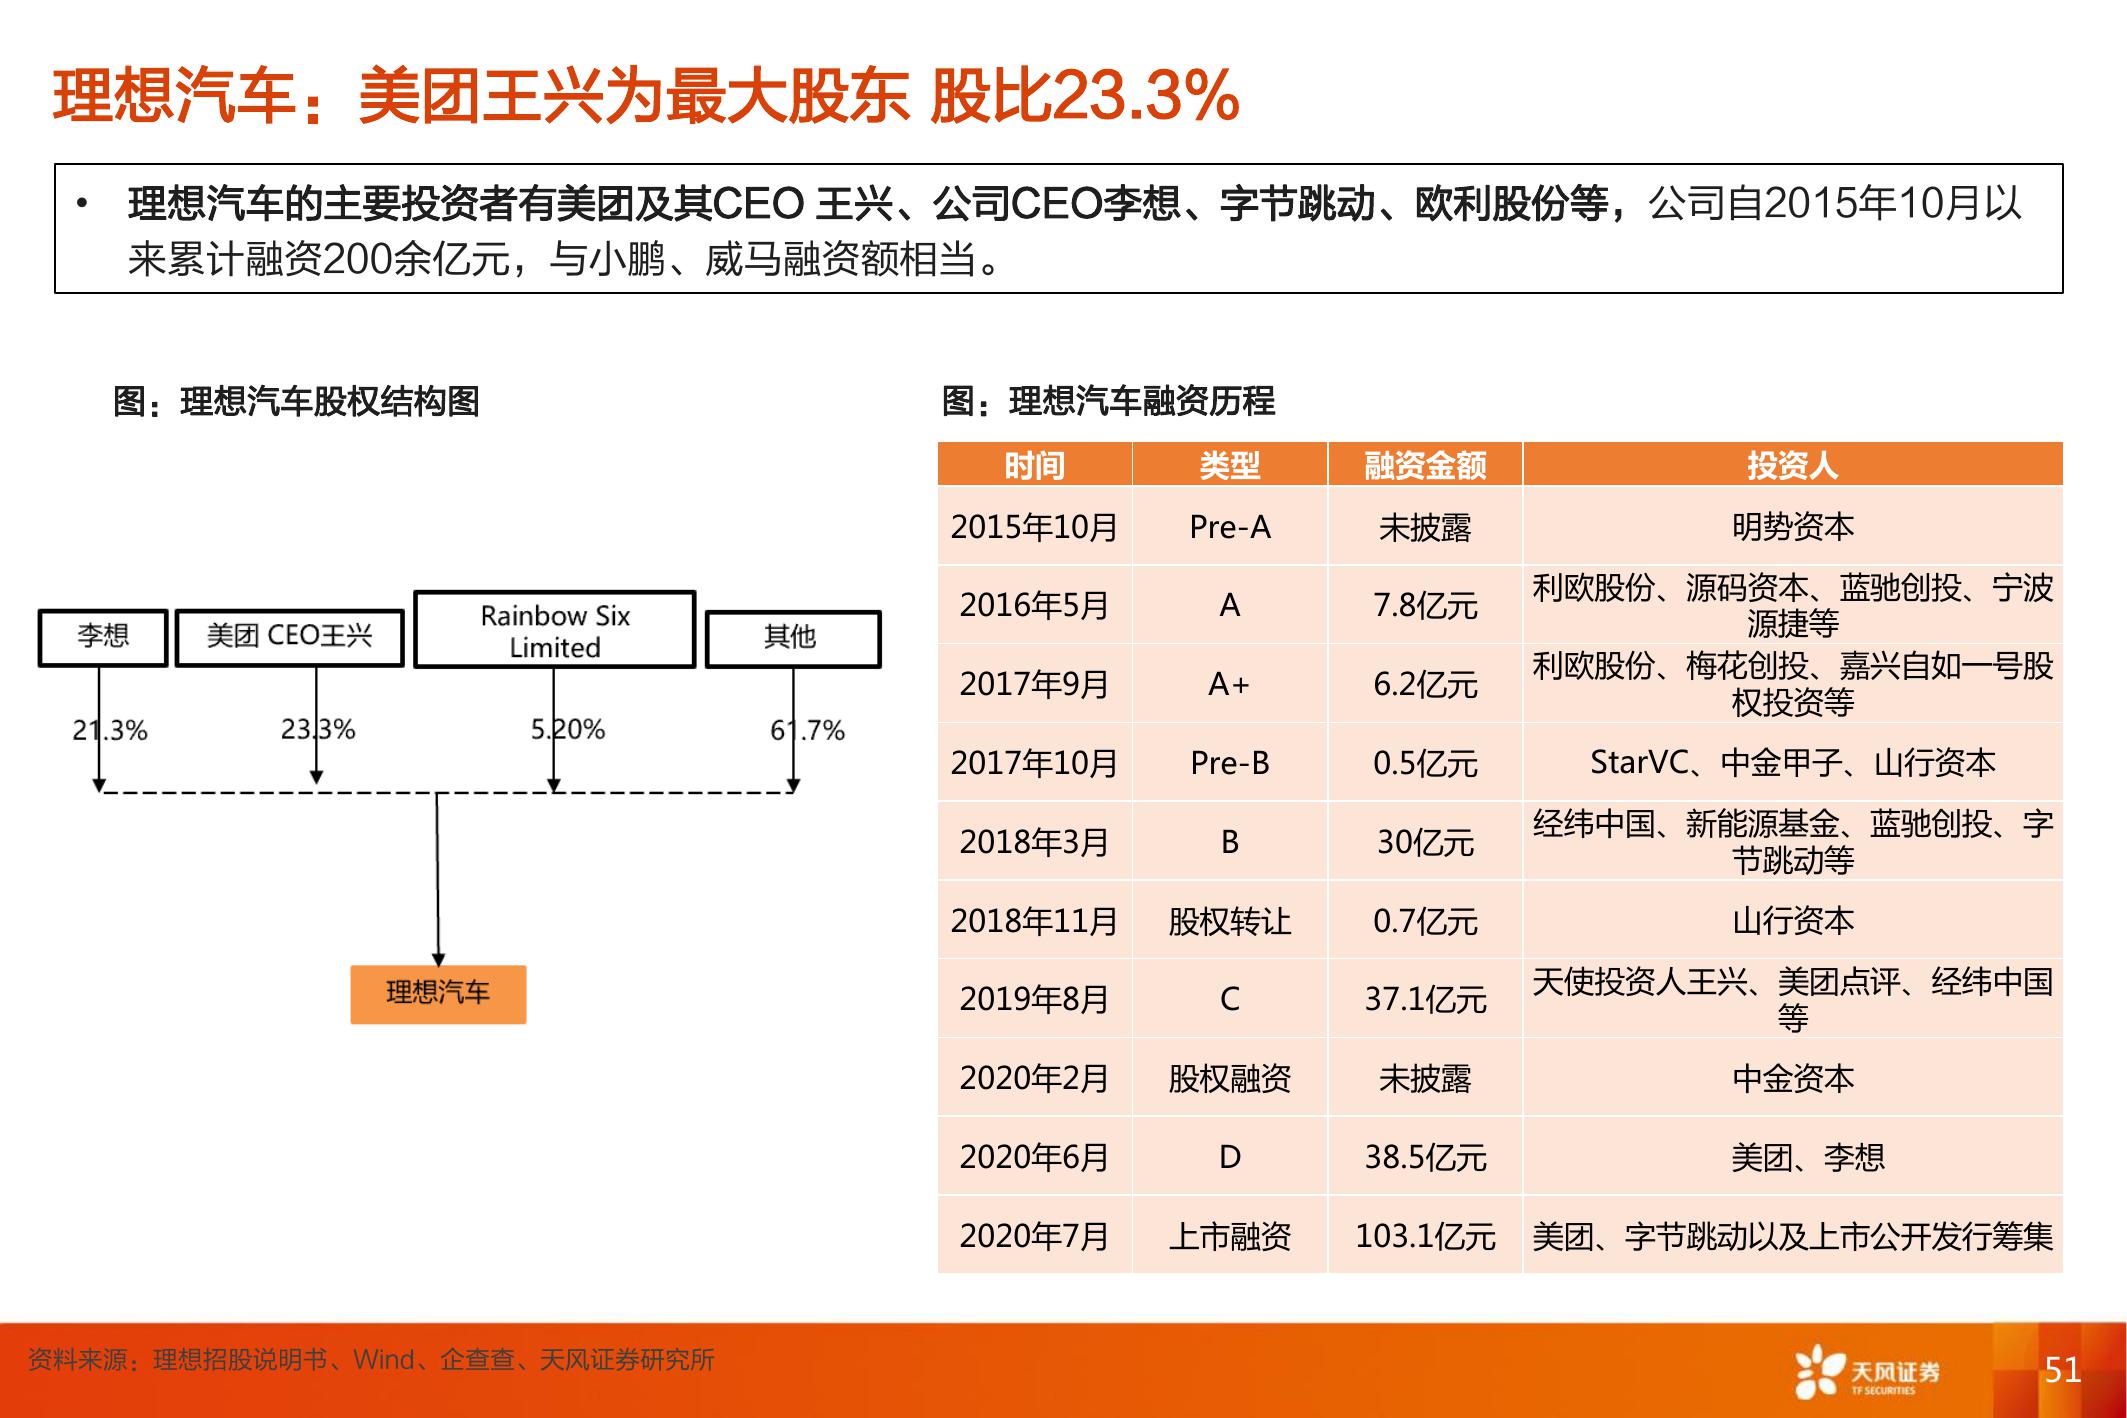 理想汽车：美团王兴为最大股东 股比23.3%
• 理想汽车的主要投资者有美团及其CEO 王兴、公司CEO李想、字节跳动、欧利股份等，公司自2015年10月以
来累计融资200余亿元，与小鹏、威马融资额相当。
图：理想汽车股权结构图
李想
美团 CEO王兴
Rainbow Six
Limited
其他
21.3%
23.3%
5.20%
61.7%
理想汽车
图：理想汽车融资历程
时间 类型 融资金额 投资人
2015年10月 Pre-A 未披露 明势资本
2016年5月 A 7.8亿元 利欧股份、源码资本、蓝驰创投、宁波
源捷等
2017年9月 A+ 6.2亿元 利欧股份、梅花创投、嘉兴自如一号股
权投资等
2017年10月 Pre-B 0.5亿元 StarVC、中金甲子、山行资本
2018年3月 B 30亿元 经纬中国、新能源基金、蓝驰创投、字
节跳动等
2018年11月 股权转让 0.7亿元 山行资本
2019年8月 C 37.1亿元 天使投资人王兴、美团点评、经纬中国
等
2020年2月 股权融资 未披露 中金资本
2020年6月 D 38.5亿元 美团、李想
2020年7月 上市融资 103.1亿元 美团、字节跳动以及上市公开发行筹集
资料来源：理想招股说明书、Wind、企查查、天风证券研究所
天风证券
TF SECURITIES
51